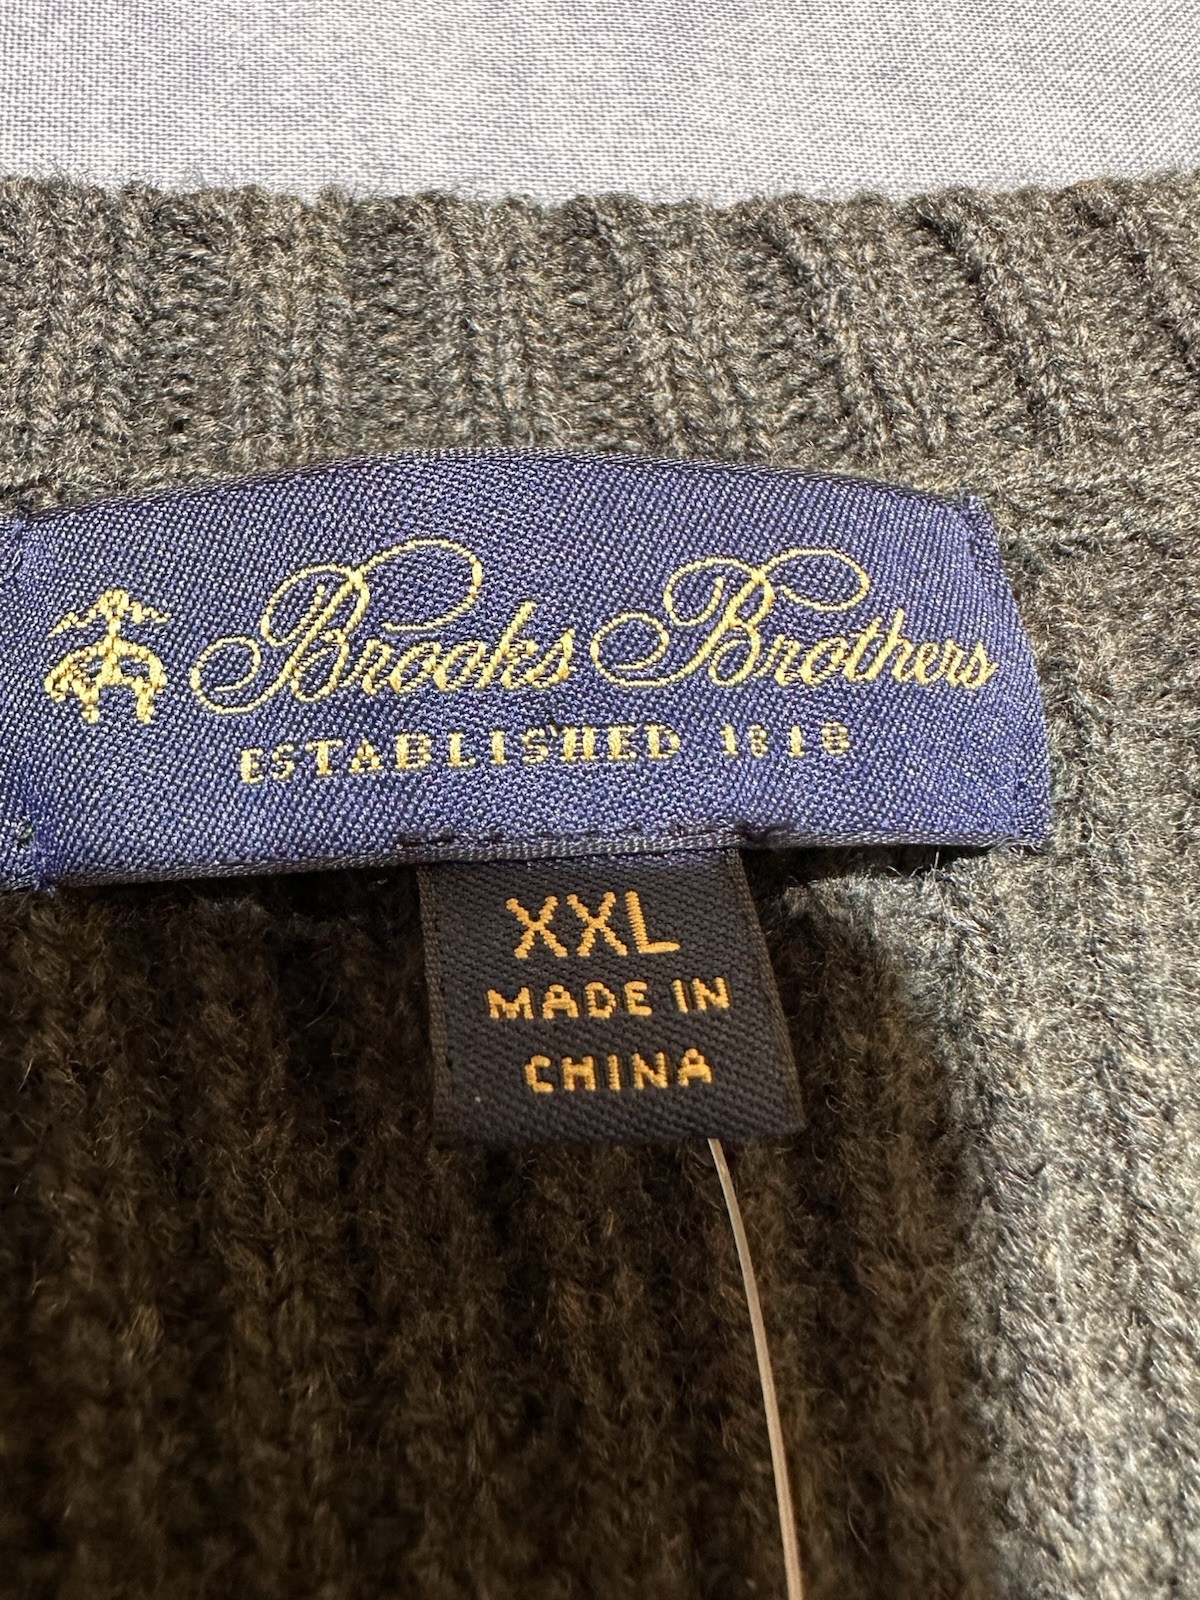 Brooks Brothers
ESTABLISHED 1818
XXL
MADE IN
CHINA